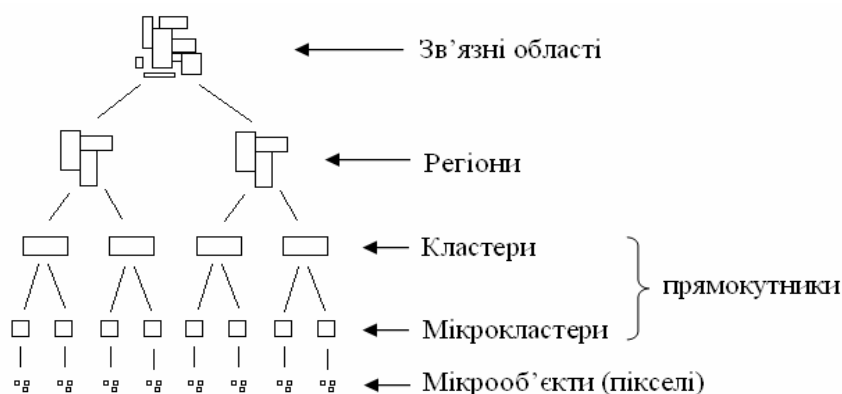 Зв’язні області
Регіони
Кластери
прямокутники
Мікрокластери
Мікрооб’єкти (пікселі)